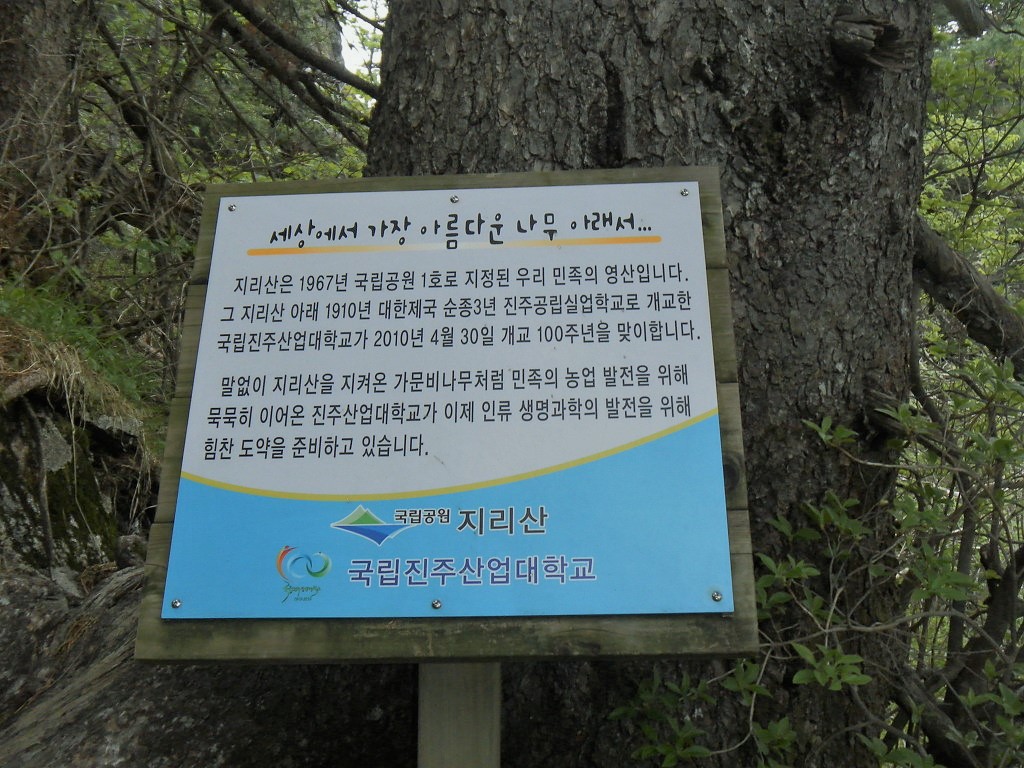 세상에서 가장 아름다운 나무 아래서...
지리산은 1967년 국립공원 1호로 지정된 우리 민족의 영산입니다.
그 지리산 아래 1910년 대한제국 순종3년 진주공립실업학교로 개교한
국립진주산업대학교가 2010년 4월 30일 개교 100주년을 맞이합니다.
말없이 지리산을 지켜온 가문비나무처럼 민족의 농업 발전을 위해
묵묵히 이어온 진주산업대학교가 이제 인류 생명과학의 발전을 위해
힘찬 도약을 준비하고 있습니다.
국립공원 지리산
국립진주산업대학교